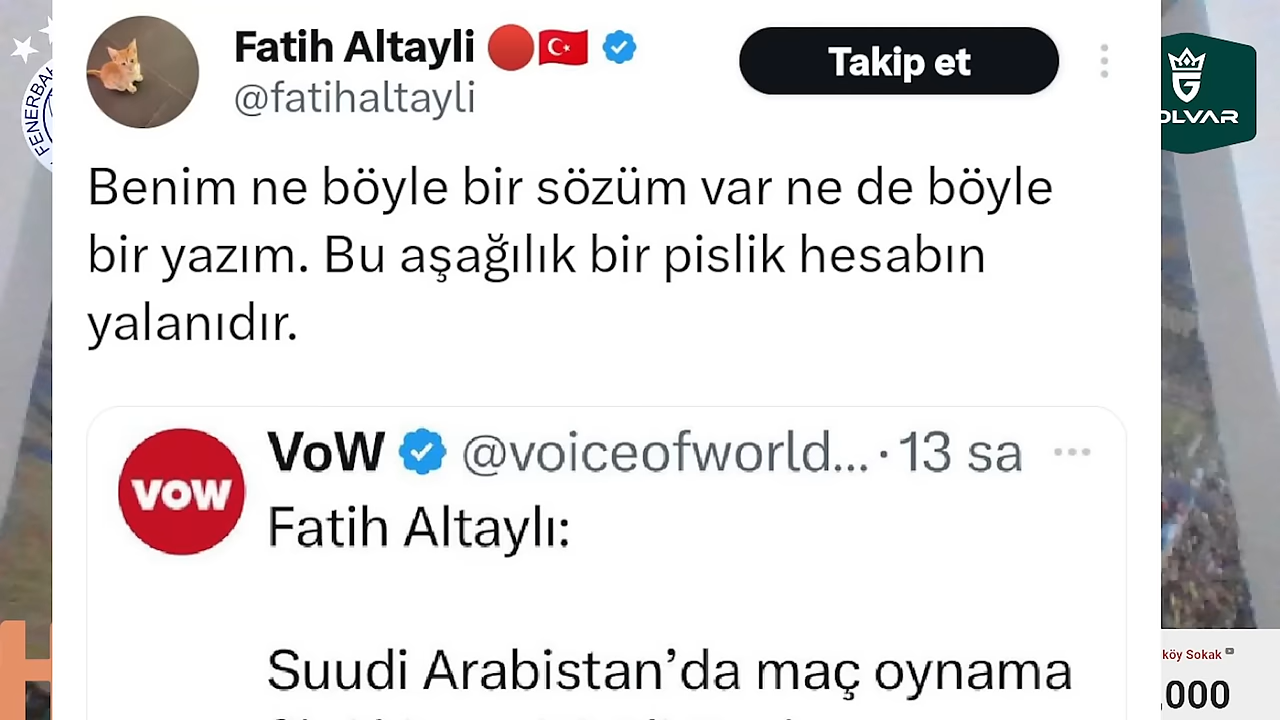 Fatih Altayli
@fatihaltayli
Takip et
Benim ne böyle bir sözüm var ne de böyle
bir yazım. Bu aşağılık bir pislik hesabın
yalanıdır.
VOW
VoW @voiceofworld... · 13 sa
Fatih Altaylı:
Suudi Arabistan’da maç oynama
FENERBA
G
OLVAR
köy Sokak
.000
H